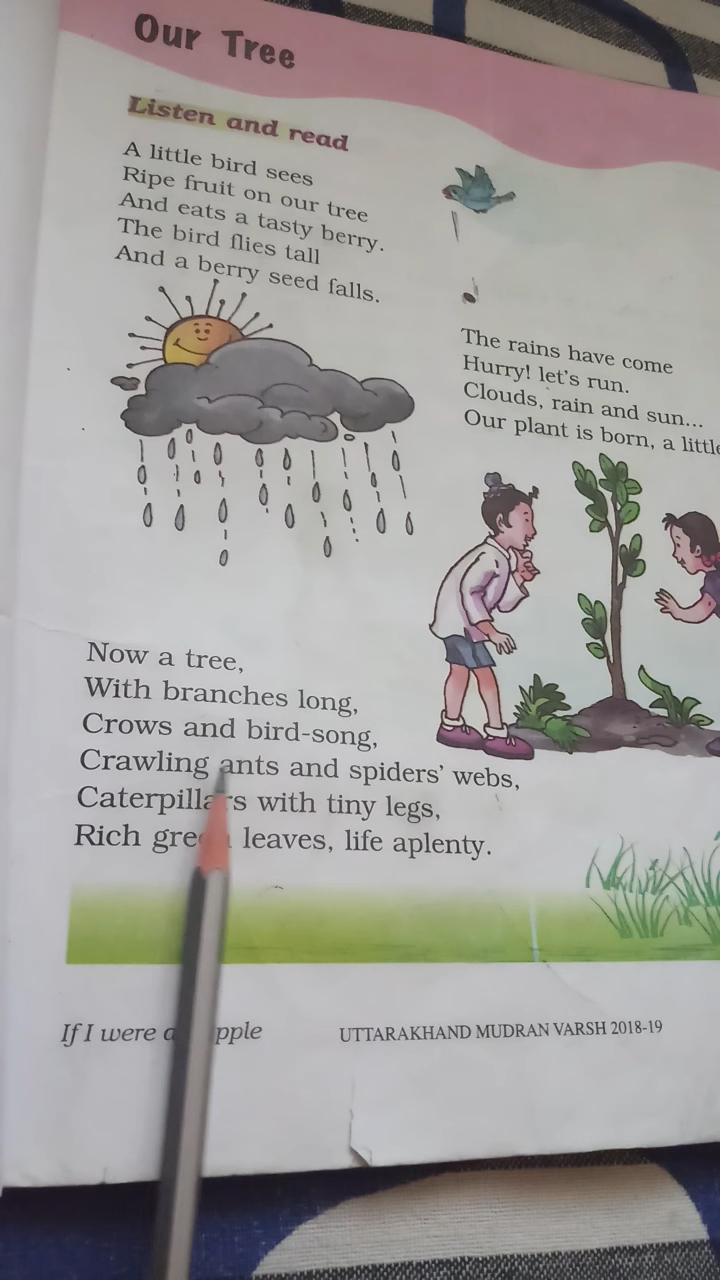 Our Tree
Listen and read
A little bird sees
Ripe fruit on our tree
And eats a tasty berry.
The bird flies tall
And a berry seed falls.
The rains have come
Hurry! let's run.
Clouds, rain and sun...
Our plant is born, a little
Now a tree,
With branches long,
Crows and bird-song,
Crawling ants and spiders' webs,
Caterpillars with tiny legs,
Rich green leaves, life aplenty.
If I were
UTTARAKHAND MUDRAN VARSH 2018-19